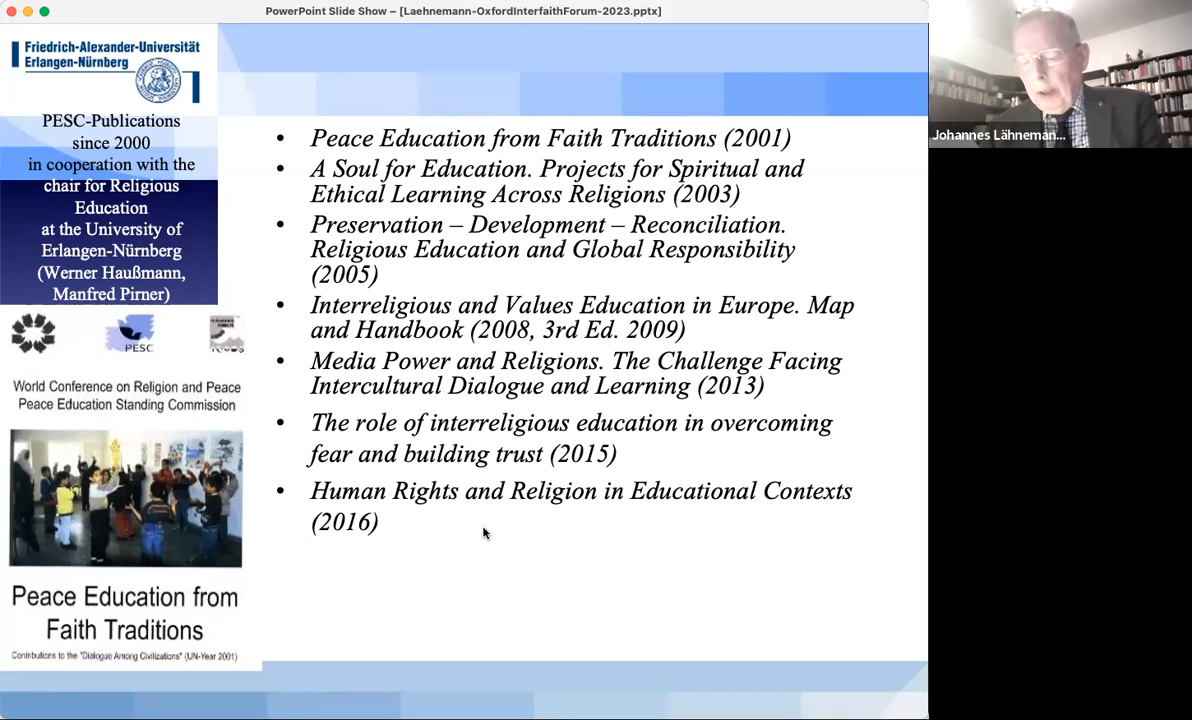 PowerPoint Slide Show – [Laehnemann-OxfordInterfaithForum-2023.pptx]
Friedrich-Alexander-Universität
Erlangen-Nürnberg
PESC-Publications
since 2000
in cooperation with the
chair for Religious
Education
at the University of
Erlangen-Nürnberg
(Werner Haußmann,
Manfred Pirner)
PESC
World Conference on Religion and Peace
Peace Education Standing Commission
Peace Education from
Faith Traditions
Contributions to the "Dialogue Among Civilizations" (UN-Year 2001)
• Peace Education from Faith Traditions (2001)
• A Soul for Education. Projects for Spiritual and
Ethical Learning Across Religions (2003)
• Preservation – Development – Reconciliation.
Religious Education and Global Responsibility
(2005)
• Interreligious and Values Education in Europe. Map
and Handbook (2008, 3rd Ed. 2009)
• Media Power and Religions. The Challenge Facing
Intercultural Dialogue and Learning (2013)
• The role of interreligious education in overcoming
fear and building trust (2015)
• Human Rights and Religion in Educational Contexts
(2016)
Johannes Lähneman...